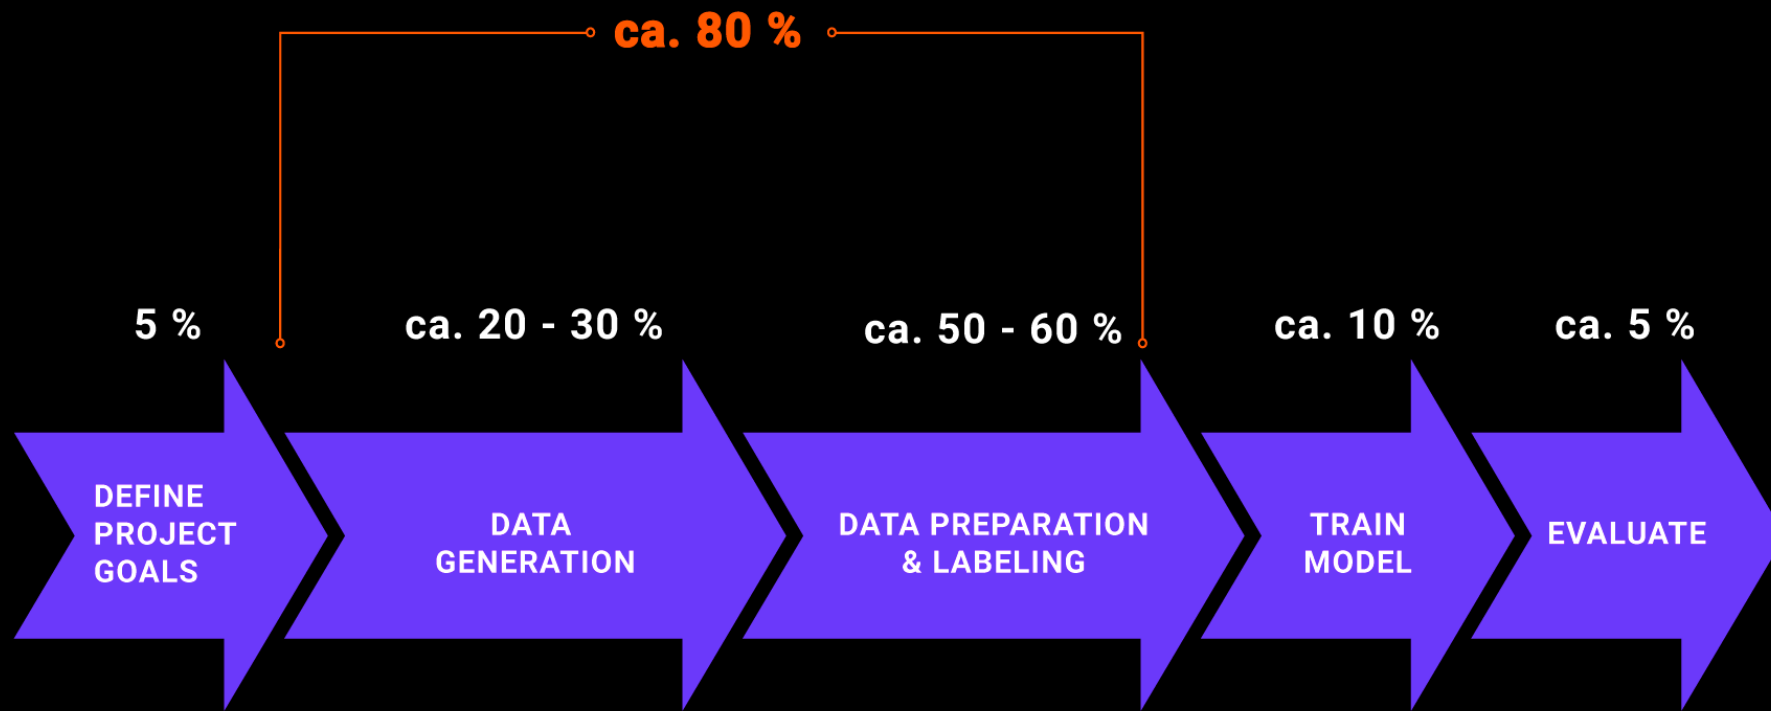 ca. 80 %
5 %
ca. 20 - 30 %
ca. 50 - 60 %
ca. 10 %
ca. 5 %
DEFINE
PROJECT
GOALS
DATA
GENERATION
DATA PREPARATION
& LABELING
TRAIN
MODEL
EVALUATE